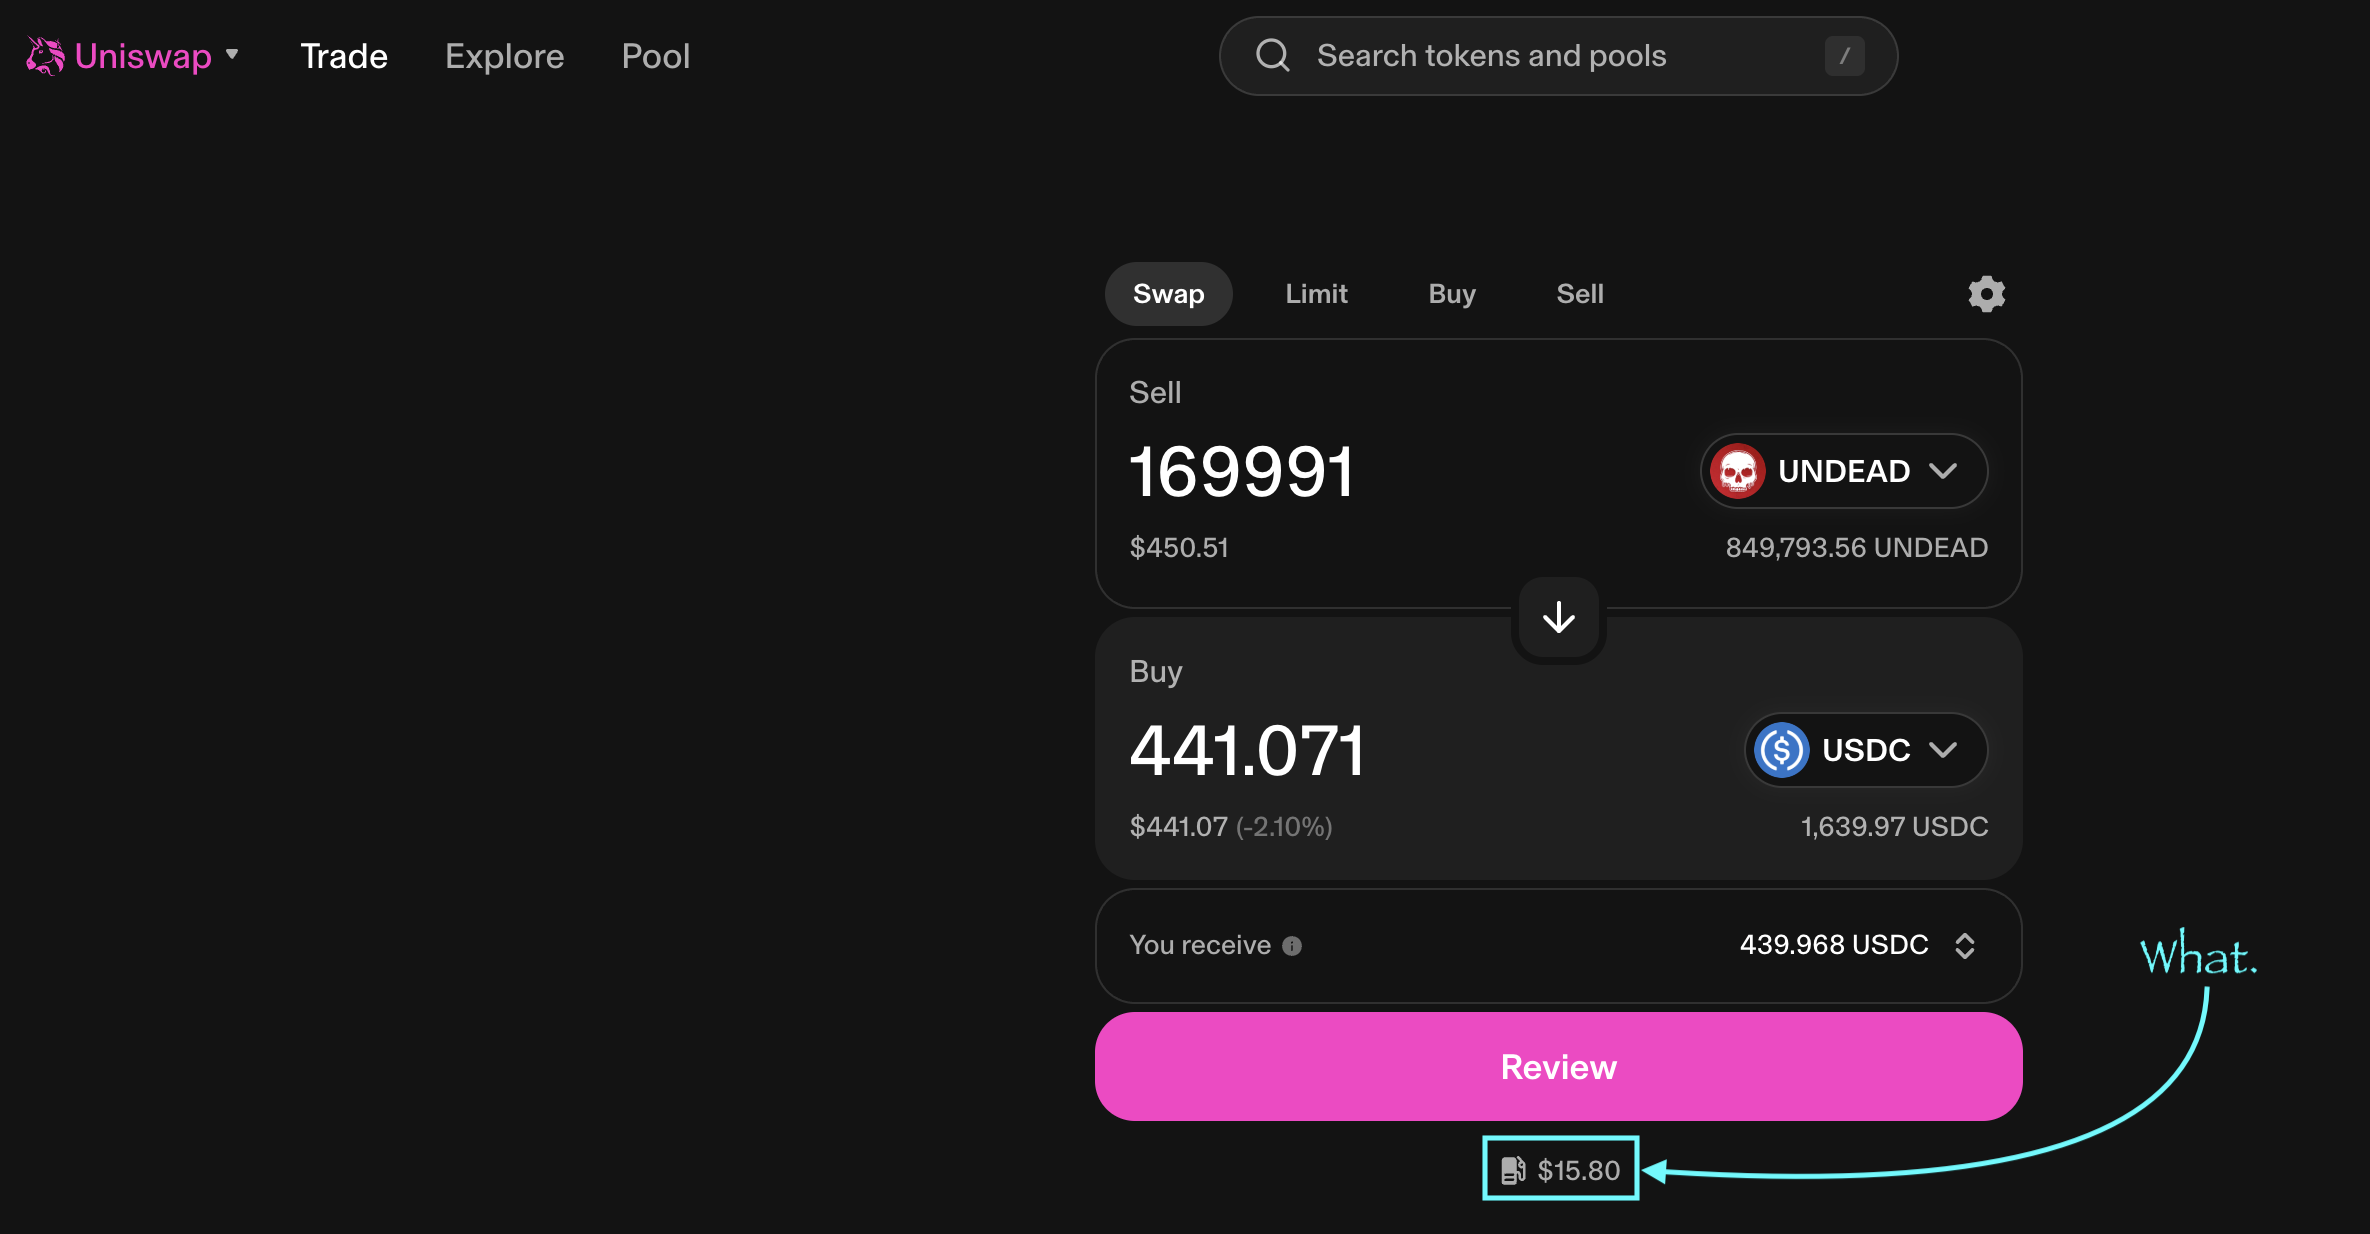 Uniswap Trade Explore Pool Search tokens and pools /
Swap Limit Buy Sell
Sell
169991 UNDEAD
$450.51 849,793.56 UNDEAD
Buy
441.071 USDC
$441.07 (-2.10%) 1,639.97 USDC
You receive 439.968 USDC
What.
Review
$15.80